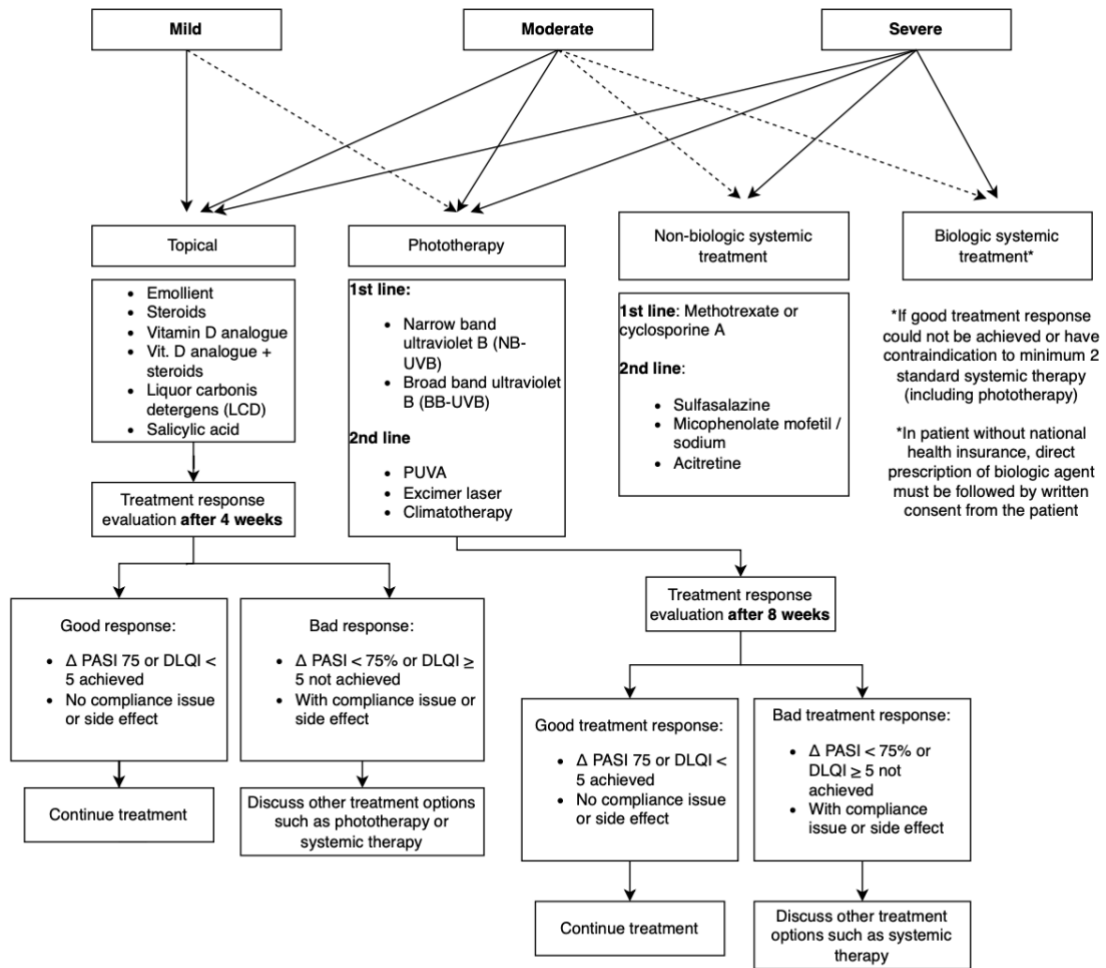 Mild
Moderate
Severe
Topical
Phototherapy
Non-biologic systemic
treatment
Biologic systemic
treatment*
• Emollient
• Steroids
• Vitamin D analogue
• Vit. D analogue +
steroids
• Liquor carbonis
detergens (LCD)
• Salicylic acid
1st line:
• Narrow band
ultraviolet B (NB-
UVB)
• Broad band ultraviolet
B (BB-UVB)
2nd line
• PUVA
• Excimer laser
• Climatotherapy
1st line: Methotrexate or
cyclosporine A
2nd line:
• Sulfasalazine
• Micophenolate mofetil /
sodium
• Acitretine
*If good treatment response
could not be achieved or have
contraindication to minimum 2
standard systemic therapy
(including phototherapy)
*In patient without national
health insurance, direct
prescription of biologic agent
must be followed by written
consent from the patient
Treatment response
evaluation after 4 weeks
Good response:
• Δ PASI 75 or DLQI <
5 achieved
• No compliance issue
or side effect
Bad response:
• Δ PASI < 75% or DLQI ≥
5 not achieved
• With compliance issue or
side effect
Continue treatment
Discuss other treatment options
such as phototherapy or
systemic therapy
Treatment response
evaluation after 8 weeks
Good treatment response:
• Δ PASI 75 or DLQI <
5 achieved
• No compliance issue
or side effect
Bad treatment response:
• Δ PASI < 75% or
DLQI ≥ 5 not
achieved
• With compliance
issue or side effect
Continue treatment
Discuss other treatment
options such as systemic
therapy